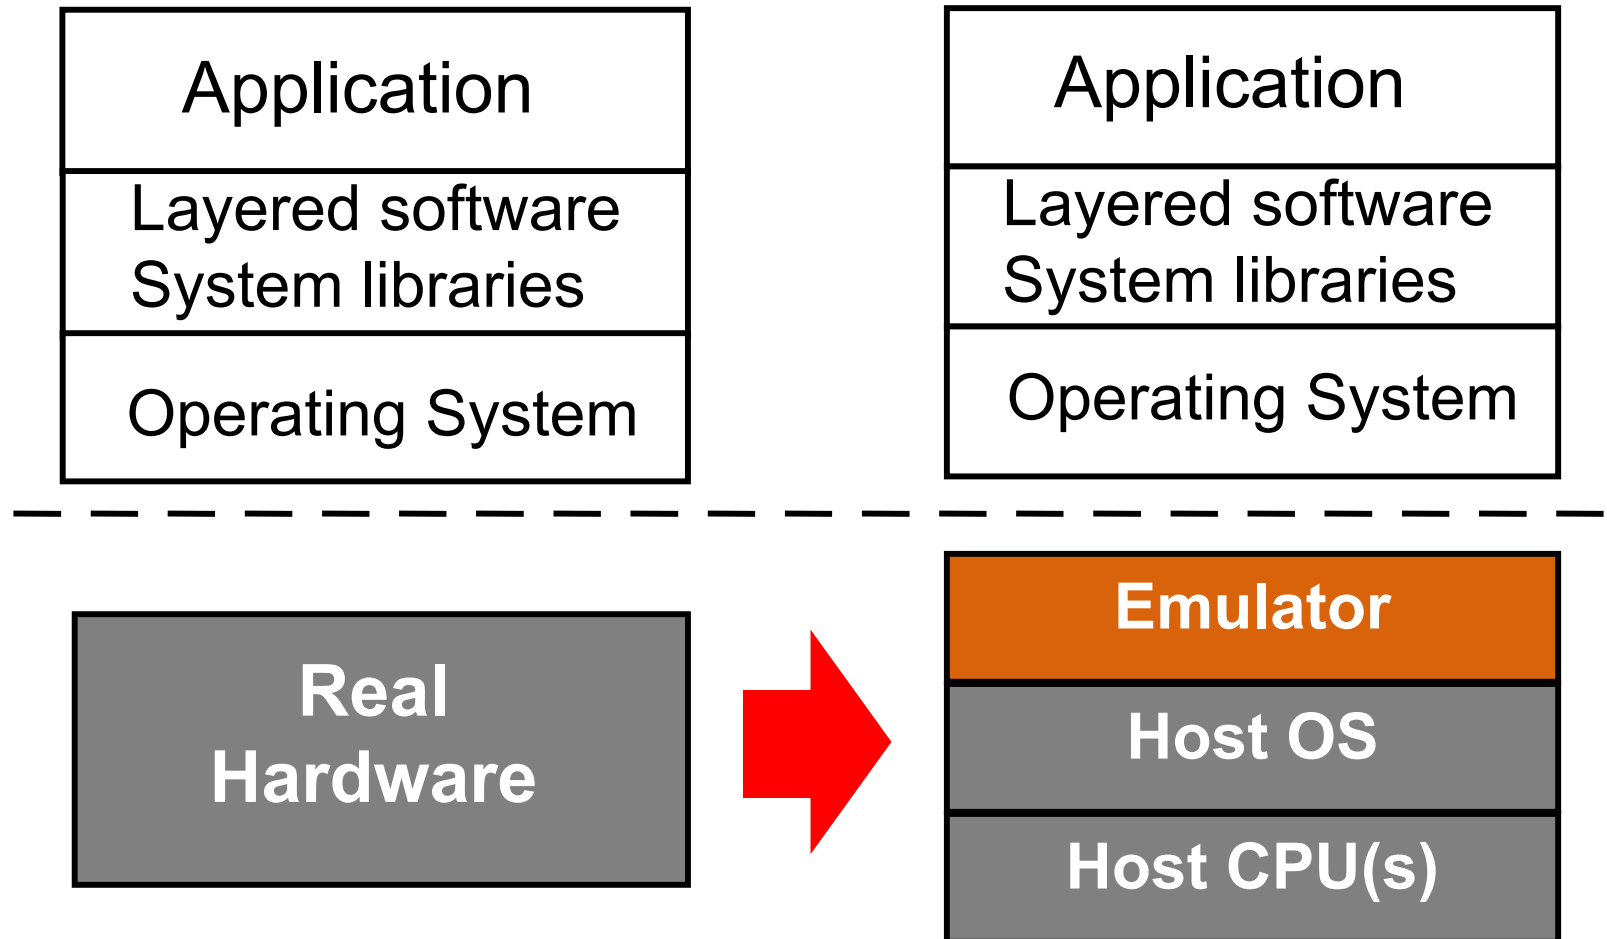 Application
Layered software
System libraries
Operating System
Real
Hardware
Application
Layered software
System libraries
Operating System
Emulator
Host OS
Host CPU(s)